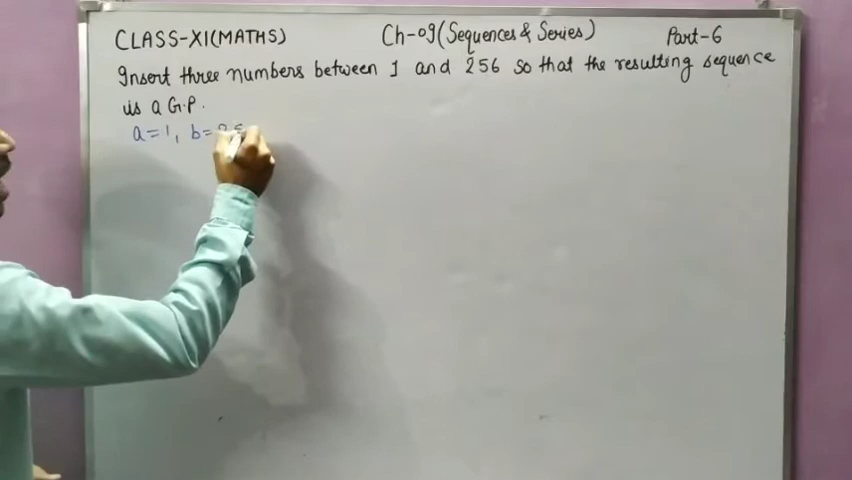 CLASS-XI(MATHS) Ch-09(Sequences & Series) Part-6
Insert three numbers between 1 and 256 so that the resulting sequence
is a G.P.
a=1, b=25